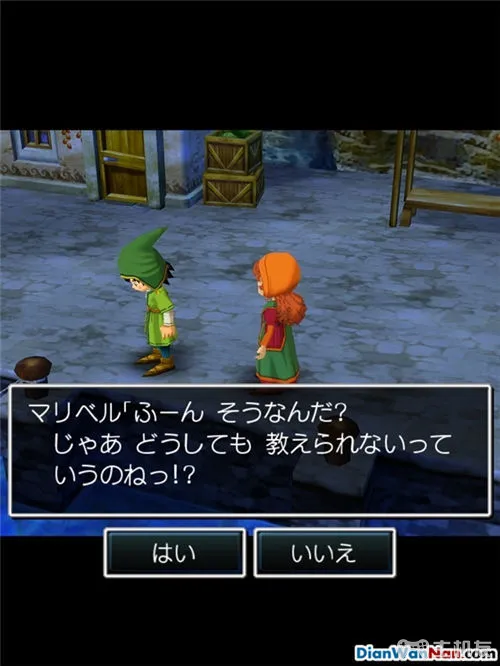 マリベル「ふーん そうなんだ？
じゃあ どうしても 教えられないって
いうのねっ!?
はい
いいえ
DianWanNan.com